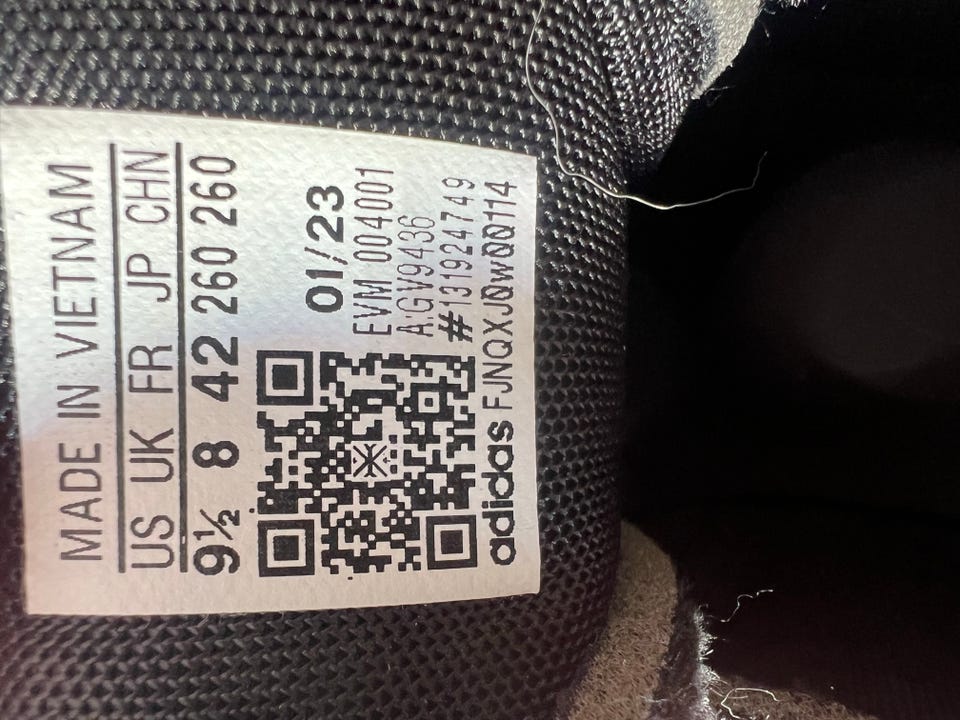 MADE IN VIETNAM
US UK FR JP CHN
9½ 8 42 260 260
01/23
EVM 004001
A:GV9436
#131924749
adidas FJNQXJQwQQ114